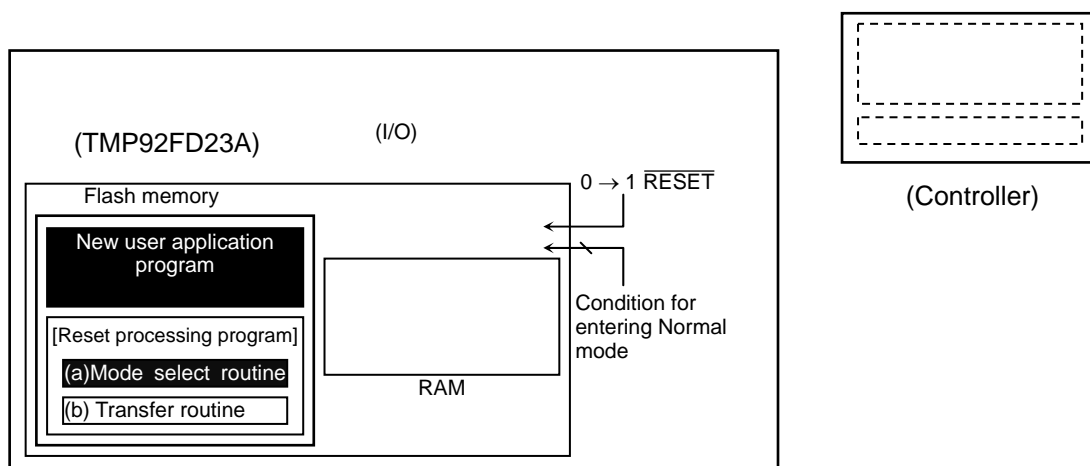 (TMP92FD23A)
(I/O)
Flash memory
New user application
program
[Reset processing program]
(a)Mode select routine
(b) Transfer routine
RAM
0 → 1 RESET
Condition for
entering Normal
mode
(Controller)